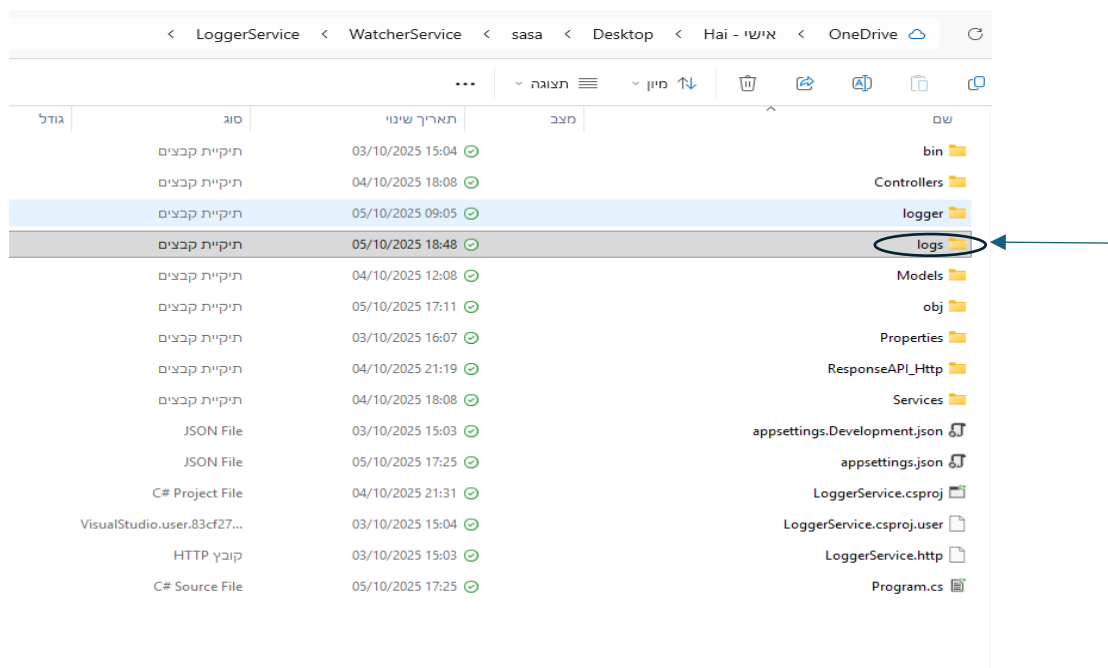 OneDrive > Hai - אישי > Desktop > sasa > WatcherService > LoggerService >
מיון תצוגה •••
שם מצב תאריך שינוי סוג גודל
bin 03/10/2025 15:04 תיקיית קבצים
Controllers 04/10/2025 18:08 תיקיית קבצים
logger 05/10/2025 09:05 תיקיית קבצים
logs 05/10/2025 18:48 תיקיית קבצים
Models 04/10/2025 12:08 תיקיית קבצים
obj 05/10/2025 17:11 תיקיית קבצים
Properties 03/10/2025 16:07 תיקיית קבצים
ResponseAPI_Http 04/10/2025 21:19 תיקיית קבצים
Services 04/10/2025 18:08 תיקיית קבצים
appsettings.Development.json 03/10/2025 15:03 JSON File
appsettings.json 05/10/2025 17:25 JSON File
LoggerService.csproj 04/10/2025 21:31 C# Project File
LoggerService.csproj.user 03/10/2025 15:04 VisualStudio.user.83cf27...
LoggerService.http 03/10/2025 15:03 קובץ HTTP
Program.cs 05/10/2025 17:25 C# Source File